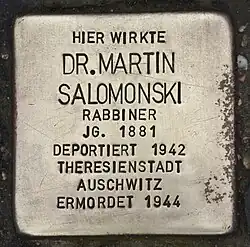 HIER WIRKTE
DR. MARTIN
SALOMONSKI
RABBINER
JG. 1881
DEPORTIERT 1942
THERESIENSTADT
AUSCHWITZ
ERMORDET 1944